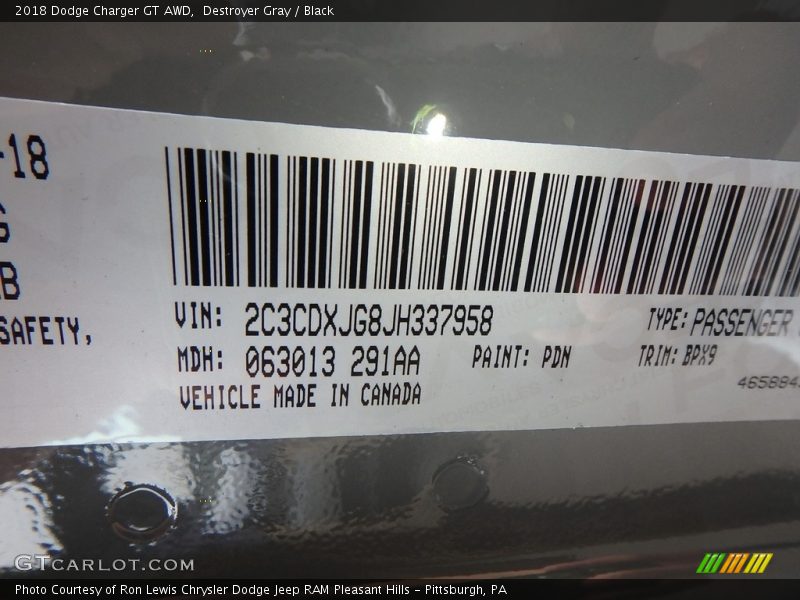 2018 Dodge Charger GT AWD,  Destroyer Gray / Black
-18
B
SAFETY,
VIN: 2C3CDXJG8JH337958
TYPE: PASSENGER
MDH: 063013 291AA
PAINT: PDN
TRIM: BPX9
VEHICLE MADE IN CANADA
465884
GTCARLOT.COM
Photo Courtesy of Ron Lewis Chrysler Dodge Jeep RAM Pleasant Hills – Pittsburgh, PA